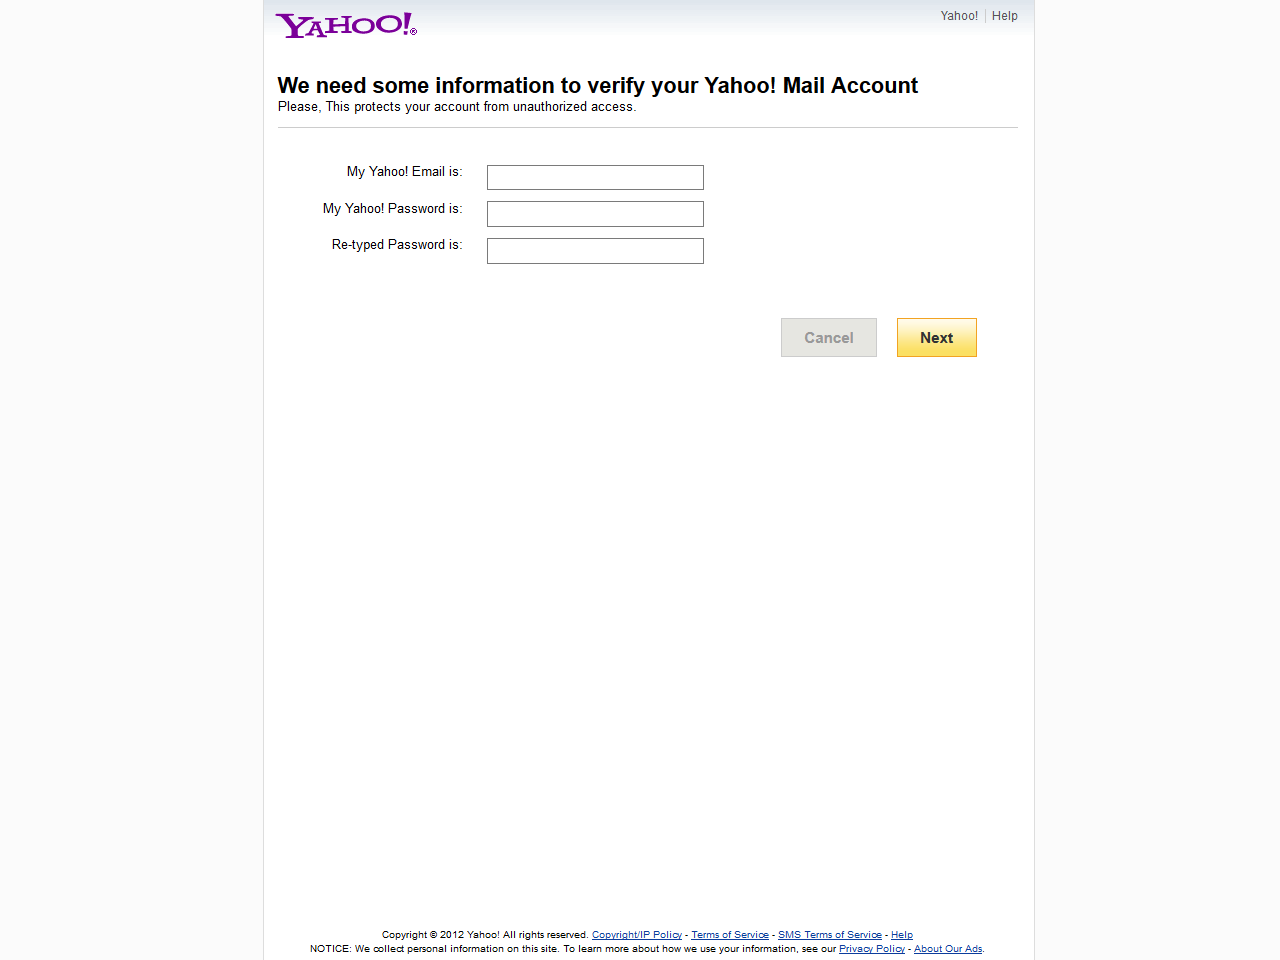 YAHOO!®
Yahoo! Help
We need some information to verify your Yahoo! Mail Account
Please, This protects your account from unauthorized access.
My Yahoo! Email is:
My Yahoo! Password is:
Re-typed Password is:
Cancel Next
Copyright © 2012 Yahoo! All rights reserved. Copyright/IP Policy - Terms of Service - SMS Terms of Service - Help
NOTICE: We collect personal information on this site. To learn more about how we use your information, see our Privacy Policy - About Our Ads.